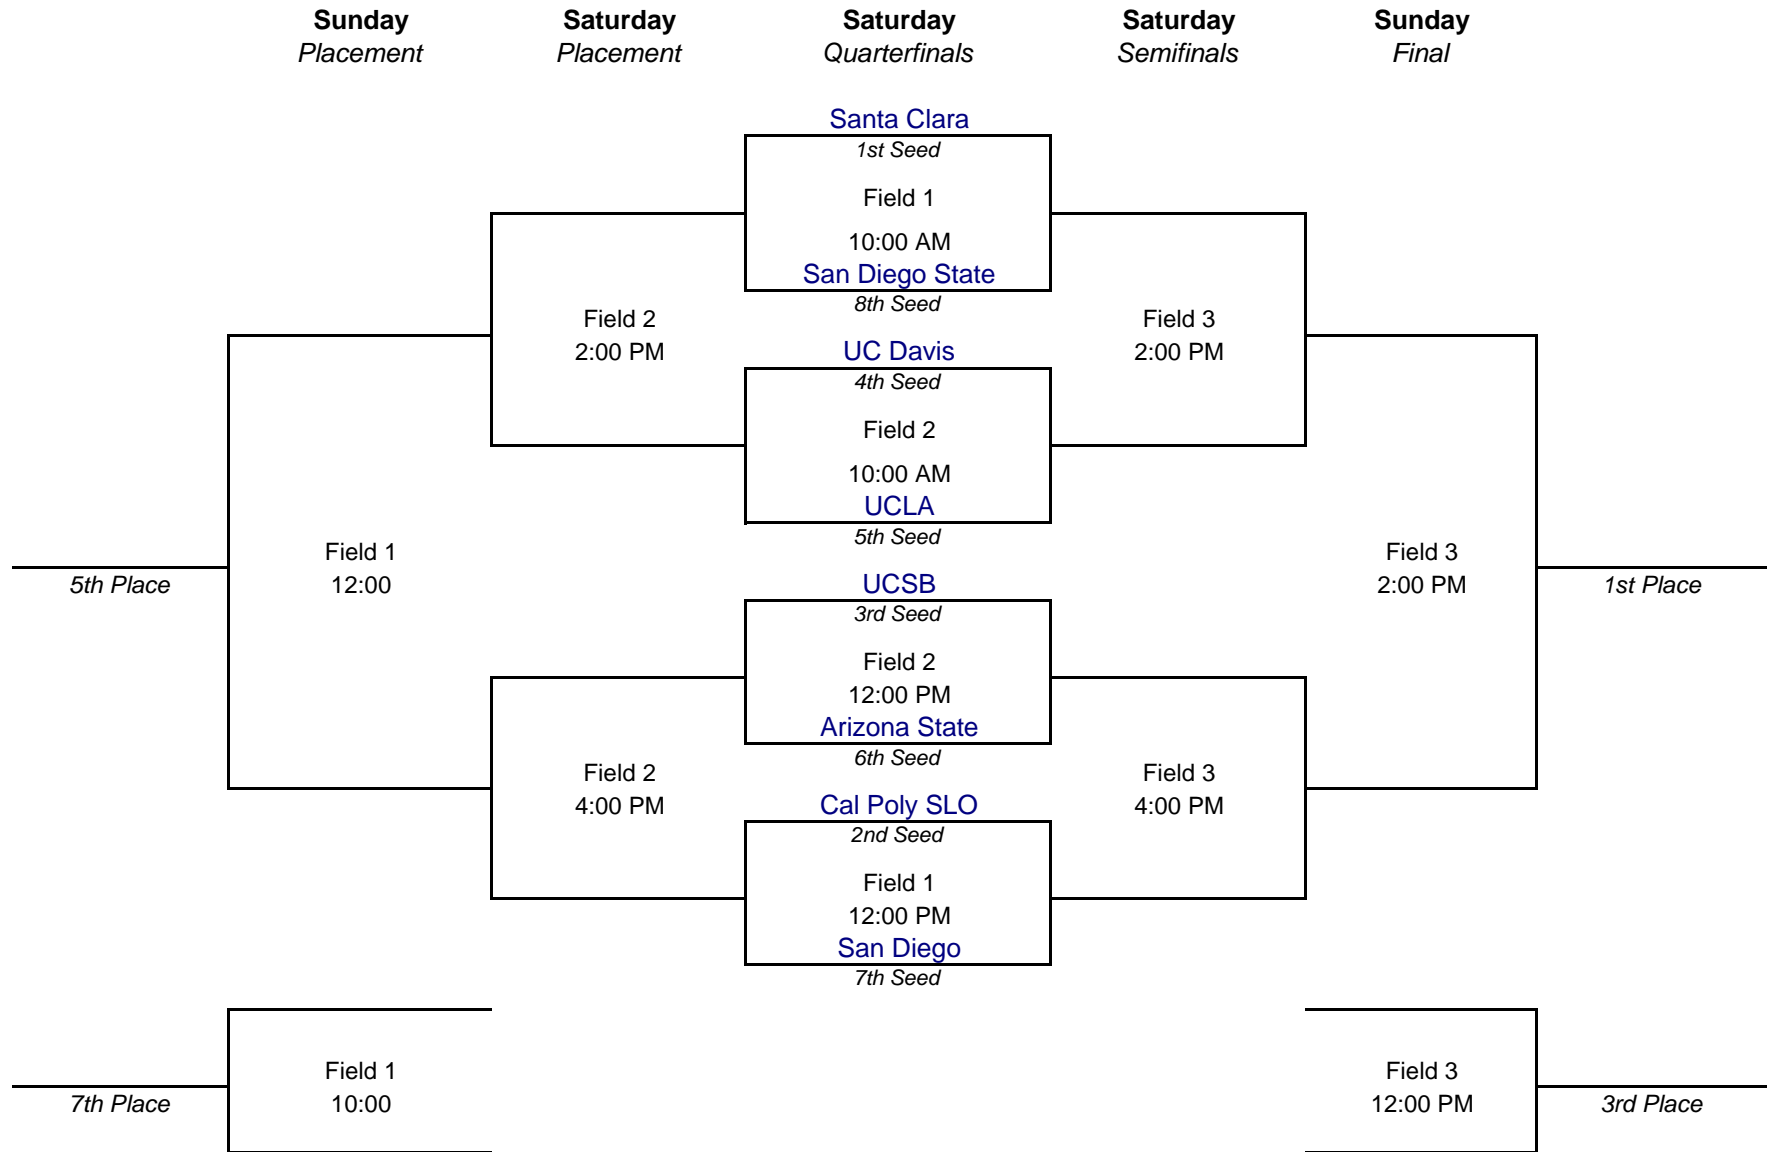 Sunday Saturday Saturday Saturday Sunday
Placement Placement Quarterfinals Semifinals Final
Santa Clara
1st Seed
Field 1
10:00 AM
San Diego State
8th Seed
Field 2 Field 3
2:00 PM UC Davis 2:00 PM
4th Seed
Field 2
10:00 AM
UCLA
5th Seed
Field 1 Field 3
5th Place 12:00 UCSB 2:00 PM 1st Place
3rd Seed
Field 2
12:00 PM
Arizona State
6th Seed
Field 2 Field 3
4:00 PM Cal Poly SLO 4:00 PM
2nd Seed
Field 1
12:00 PM
San Diego
7th Seed
Field 1 Field 3
7th Place 10:00 12:00 PM 3rd Place